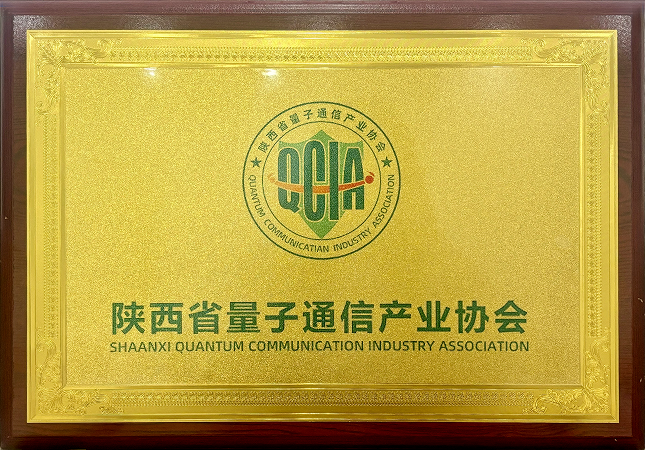 陕西省量子通信产业协会
QCIA
QUANTUM COMMUNICATIAN INDUSTRY ASSOCIATION
陕西省量子通信产业协会
SHAANXI QUANTUM COMMUNICATION INDUSTRY ASSOCIATION